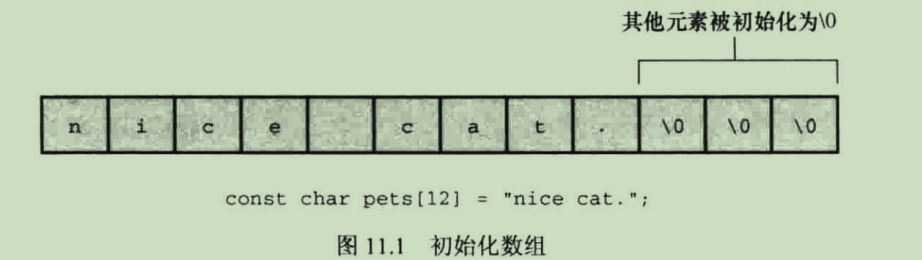 其他元素被初始化为\0
n i c e c a t . \0 \0 \0
const char pets[12] = "nice cat.";
图 11.1 初始化数组